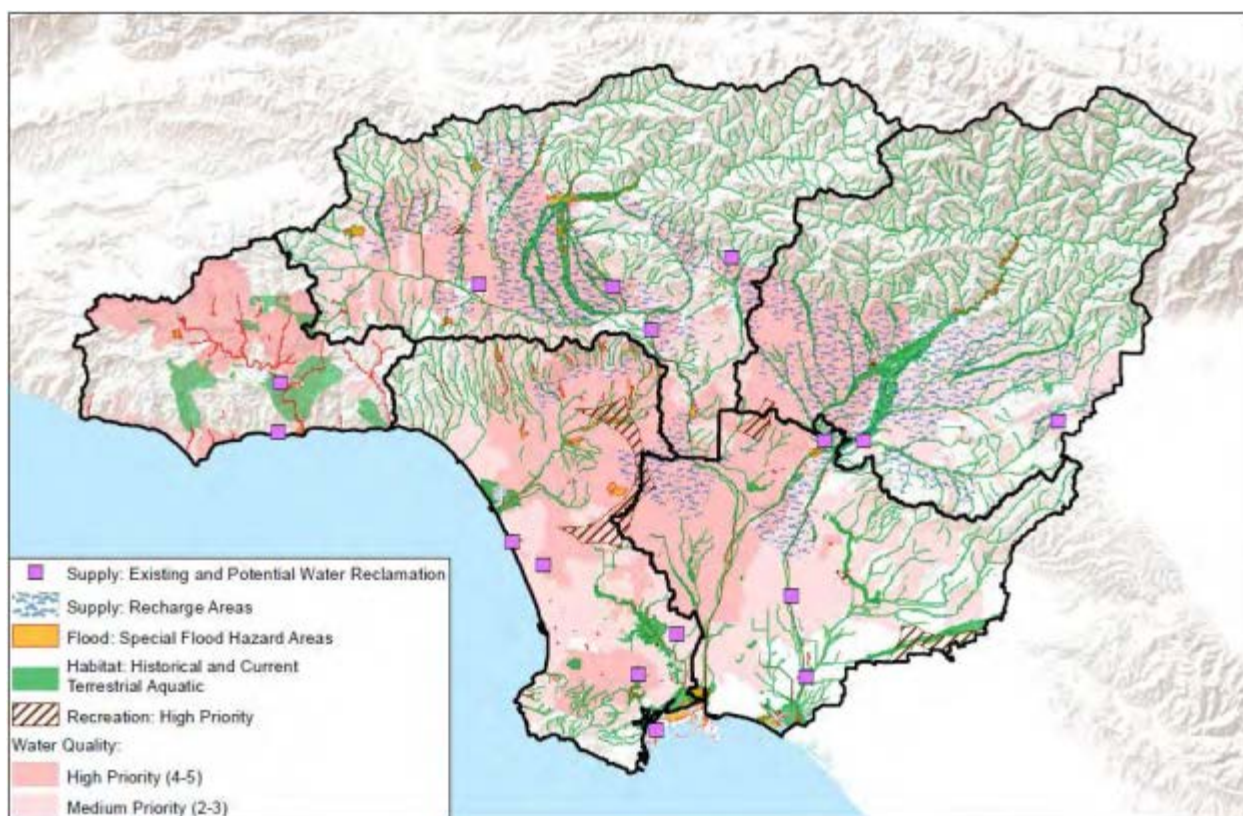 Supply: Existing and Potential Water Reclamation
Supply: Recharge Areas
Flood: Special Flood Hazard Areas
Habitat: Historical and Current
Terrestrial Aquatic
Recreation: High Priority
Water Quality:
High Priority (4-5)
Medium Priority (2-3)